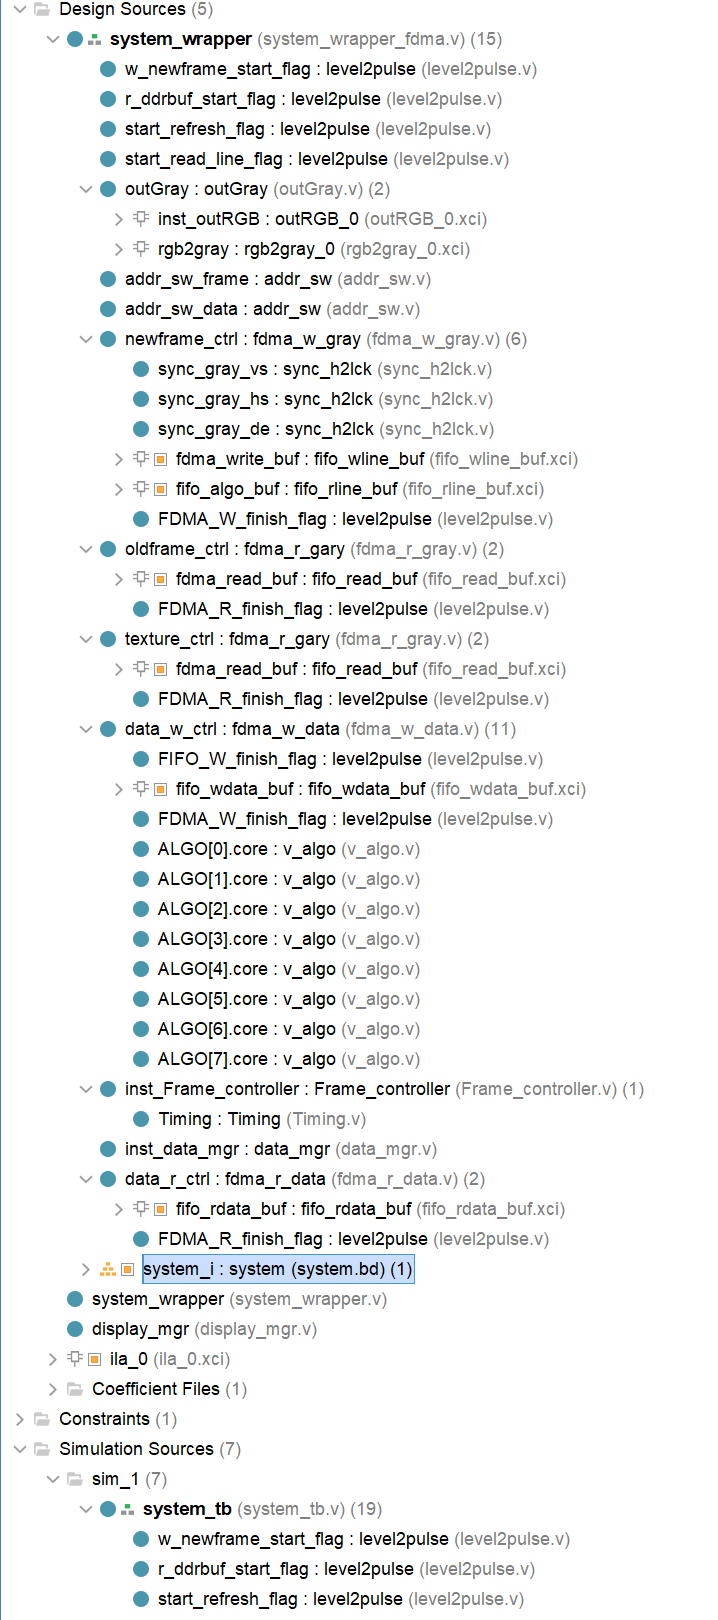 Design Sources (5)
system_wrapper (system_wrapper_fdma.v) (15)
w_newframe_start_flag : level2pulse (level2pulse.v)
r_ddrbuf_start_flag : level2pulse (level2pulse.v)
start_refresh_flag : level2pulse (level2pulse.v)
start_read_line_flag : level2pulse (level2pulse.v)
outGray : outGray (outGray.v) (2)
inst_outRGB : outRGB_0 (outRGB_0.xci)
rgb2gray : rgb2gray_0 (rgb2gray_0.xci)
addr_sw_frame : addr_sw (addr_sw.v)
addr_sw_data : addr_sw (addr_sw.v)
newframe_ctrl : fdma_w_gray (fdma_w_gray.v) (6)
sync_gray_vs : sync_h2lck (sync_h2lck.v)
sync_gray_hs : sync_h2lck (sync_h2lck.v)
sync_gray_de : sync_h2lck (sync_h2lck.v)
fdma_write_buf : fifo_wline_buf (fifo_wline_buf.xci)
fifo_algo_buf : fifo_rline_buf (fifo_rline_buf.xci)
FDMA_W_finish_flag : level2pulse (level2pulse.v)
oldframe_ctrl : fdma_r_gary (fdma_r_gray.v) (2)
fdma_read_buf : fifo_read_buf (fifo_read_buf.xci)
FDMA_R_finish_flag : level2pulse (level2pulse.v)
texture_ctrl : fdma_r_gary (fdma_r_gray.v) (2)
fdma_read_buf : fifo_read_buf (fifo_read_buf.xci)
FDMA_R_finish_flag : level2pulse (level2pulse.v)
data_w_ctrl : fdma_w_data (fdma_w_data.v) (11)
FIFO_W_finish_flag : level2pulse (level2pulse.v)
fifo_wdata_buf : fifo_wdata_buf (fifo_wdata_buf.xci)
FDMA_W_finish_flag : level2pulse (level2pulse.v)
ALGO[0].core : v_algo (v_algo.v)
ALGO[1].core : v_algo (v_algo.v)
ALGO[2].core : v_algo (v_algo.v)
ALGO[3].core : v_algo (v_algo.v)
ALGO[4].core : v_algo (v_algo.v)
ALGO[5].core : v_algo (v_algo.v)
ALGO[6].core : v_algo (v_algo.v)
ALGO[7].core : v_algo (v_algo.v)
inst_Frame_controller : Frame_controller (Frame_controller.v) (1)
Timing : Timing (Timing.v)
inst_data_mgr : data_mgr (data_mgr.v)
data_r_ctrl : fdma_r_data (fdma_r_data.v) (2)
fifo_rdata_buf : fifo_rdata_buf (fifo_rdata_buf.xci)
FDMA_R_finish_flag : level2pulse (level2pulse.v)
system_i : system (system.bd) (1)
system_wrapper (system_wrapper.v)
display_mgr (display_mgr.v)
ila_0 (ila_0.xci)
Coefficient Files (1)
Constraints (1)
Simulation Sources (7)
sim_1 (7)
system_tb (system_tb.v) (19)
w_newframe_start_flag : level2pulse (level2pulse.v)
r_ddrbuf_start_flag : level2pulse (level2pulse.v)
start_refresh_flag : level2pulse (level2pulse.v)